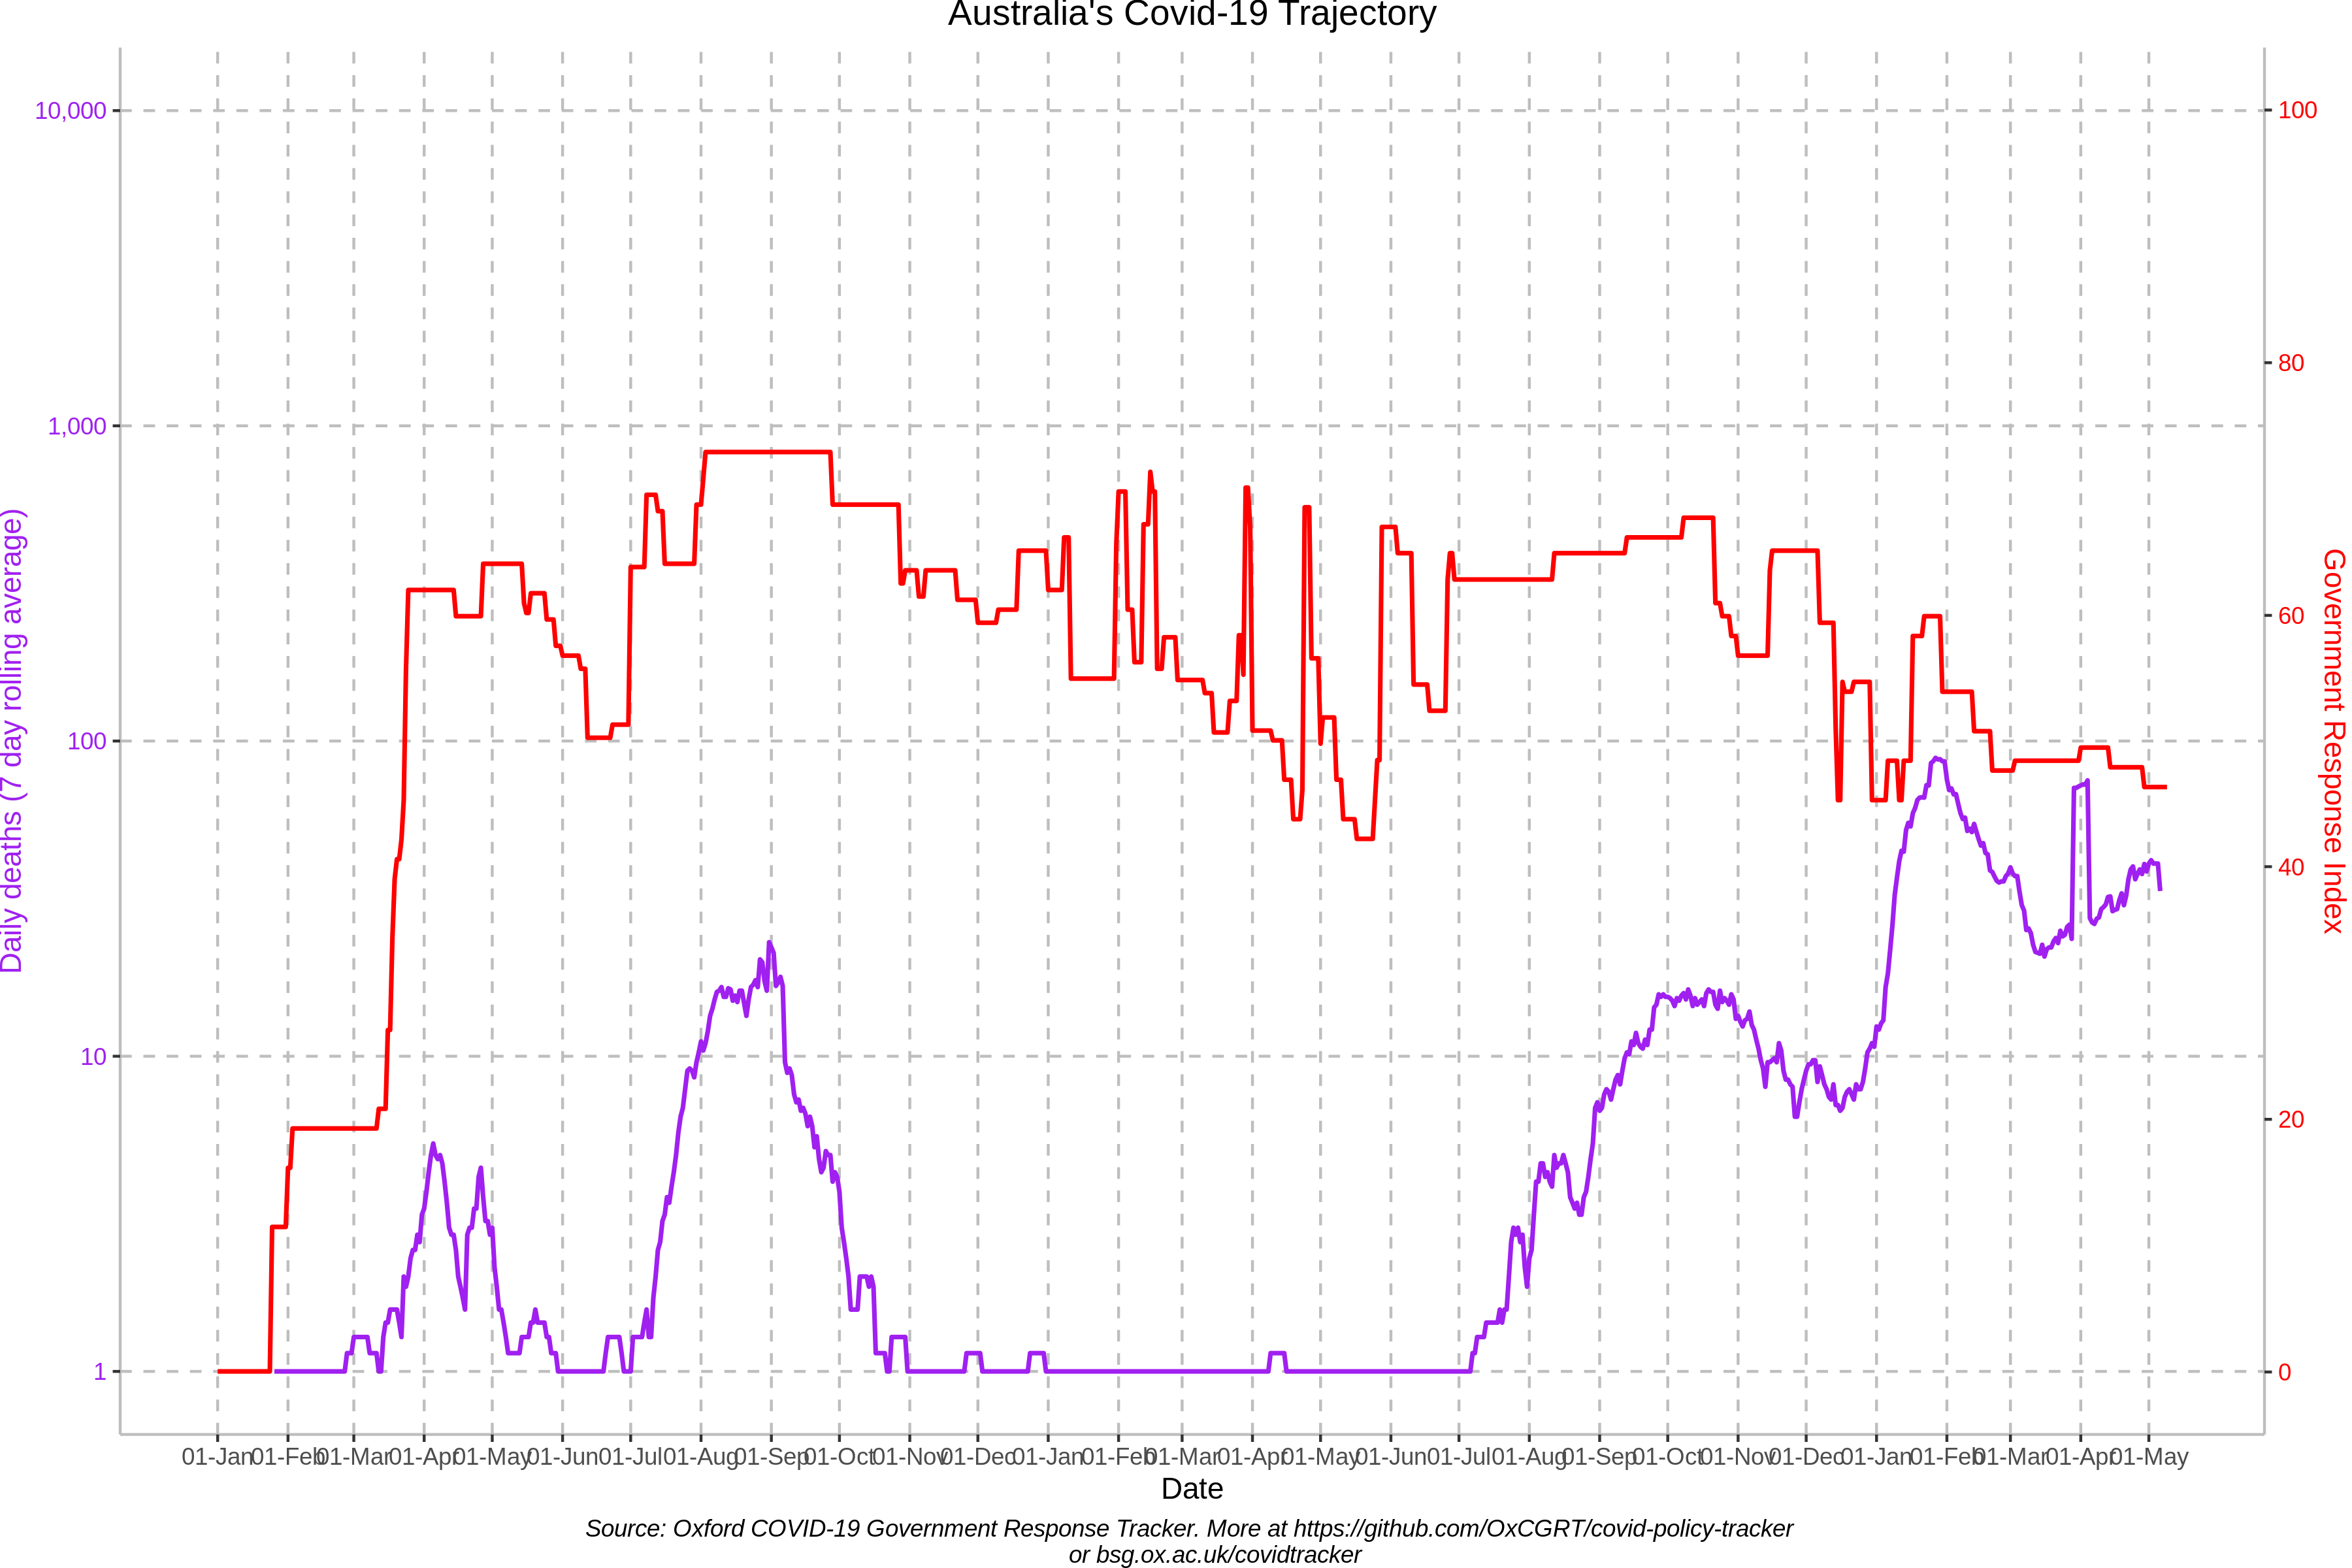 Australia's Covid-19 Trajectory
Daily deaths (7 day rolling average)
10,000
1,000
100
10
1
Government Response Index
100
80
60
40
20
0
01-Jan 01-Feb 01-Mar 01-Apr 01-May 01-Jun 01-Jul 01-Aug 01-Sep 01-Oct 01-Nov 01-Dec 01-Jan 01-Feb 01-Mar 01-Apr 01-May 01-Jun 01-Jul 01-Aug 01-Sep 01-Oct 01-Nov 01-Dec 01-Jan 01-Feb 01-Mar 01-Apr 01-May
Date
Source: Oxford COVID-19 Government Response Tracker. More at https://github.com/OxCGRT/covid-policy-tracker
or bsg.ox.ac.uk/covidtracker